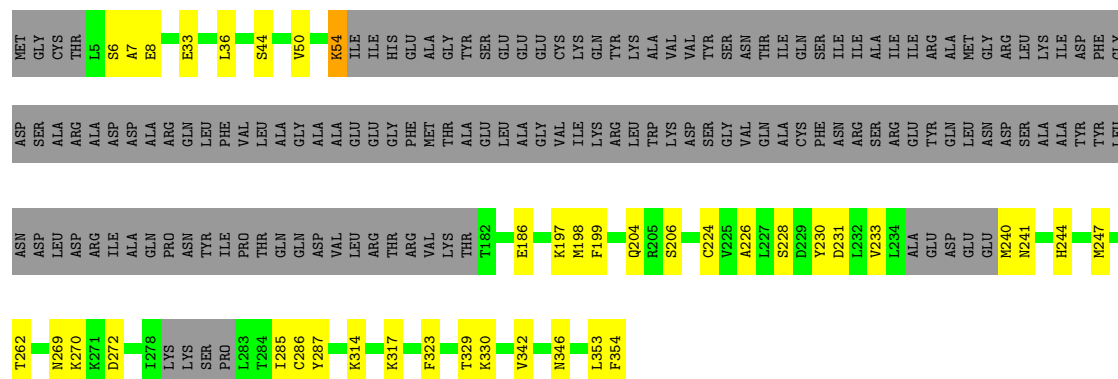 MET GLY CYS THR L5 S6 A7 E8 E33 L36 S44 V50 K54 ILE ILE HIS GLU ALA GLY TYR SER GLU GLU GLU CYS LYS GLN TYR LYS ALA VAL VAL TYR SER ASN THR ILE GLN SER ILE ILE ALA ILE ILE ARG ALA MET GLY ARG LEU LYS ILE ASP PHE GLY
ASP SER ALA ARG ALA ASP ASP ALA ARG GLN LEU PHE VAL LEU ALA GLY ALA ALA GLU GLU GLY PHE MET THR ALA GLU LEU ALA GLY VAL ILE LYS ARG LEU TRP LYS ASP SER GLY VAL GLN ALA CYS PHE ASN ARG SER ARG GLU TYR GLN LEU ASN ASP SER ALA ALA TYR TYR LEU
ASN ASP LEU ASP ARG ILE ALA GLN PRO ASN TYR ILE PRO THR GLN GLN ASP VAL LEU ARG THR ARG VAL LYS THR T182 E186 K197 M198 F199 Q204 R205 S206 C224 V225 A226 L227 S228 D229 Y230 D231 L232 V233 L234 ALA GLU ASP GLU GLU M240 N241 H244 M247
T262 N269 K270 K271 D272 I278 LYS LYS SER PRO L283 T284 I285 C286 Y287 K314 K317 F323 T329 K330 V342 N346 L353 F354